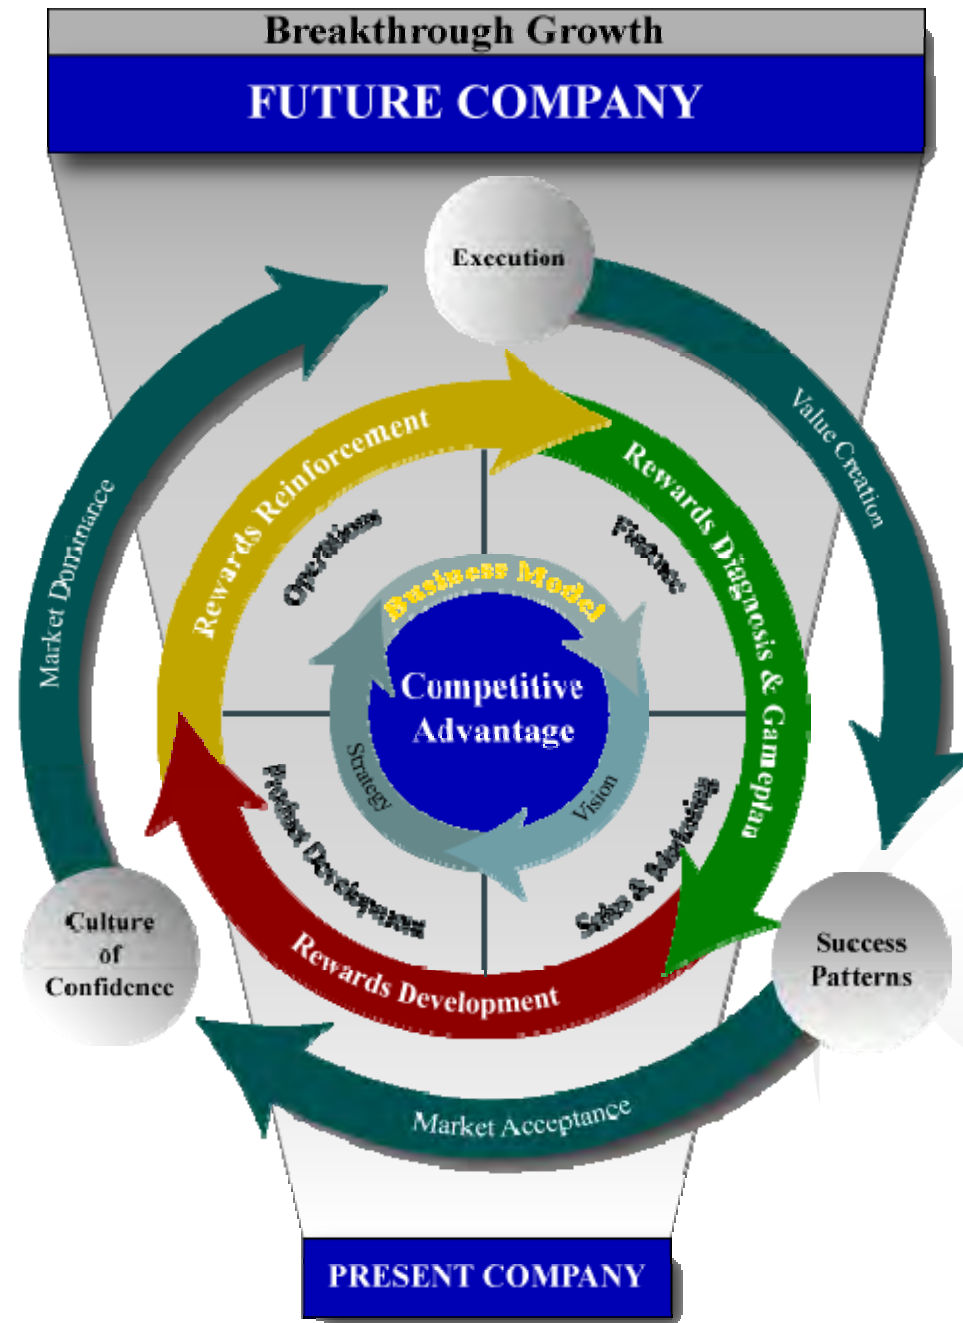 Breakthrough Growth
FUTURE COMPANY
Execution
Value Creation
Market Dominance
Rewards Reinforcement
Rewards Diagnosis & Gameplan
Operations
Finance
Business Model
Competitive
Advantage
Strategy
Vision
Product Development
Sales & Marketing
Rewards Development
Culture
of
Confidence
Success
Patterns
Market Acceptance
PRESENT COMPANY